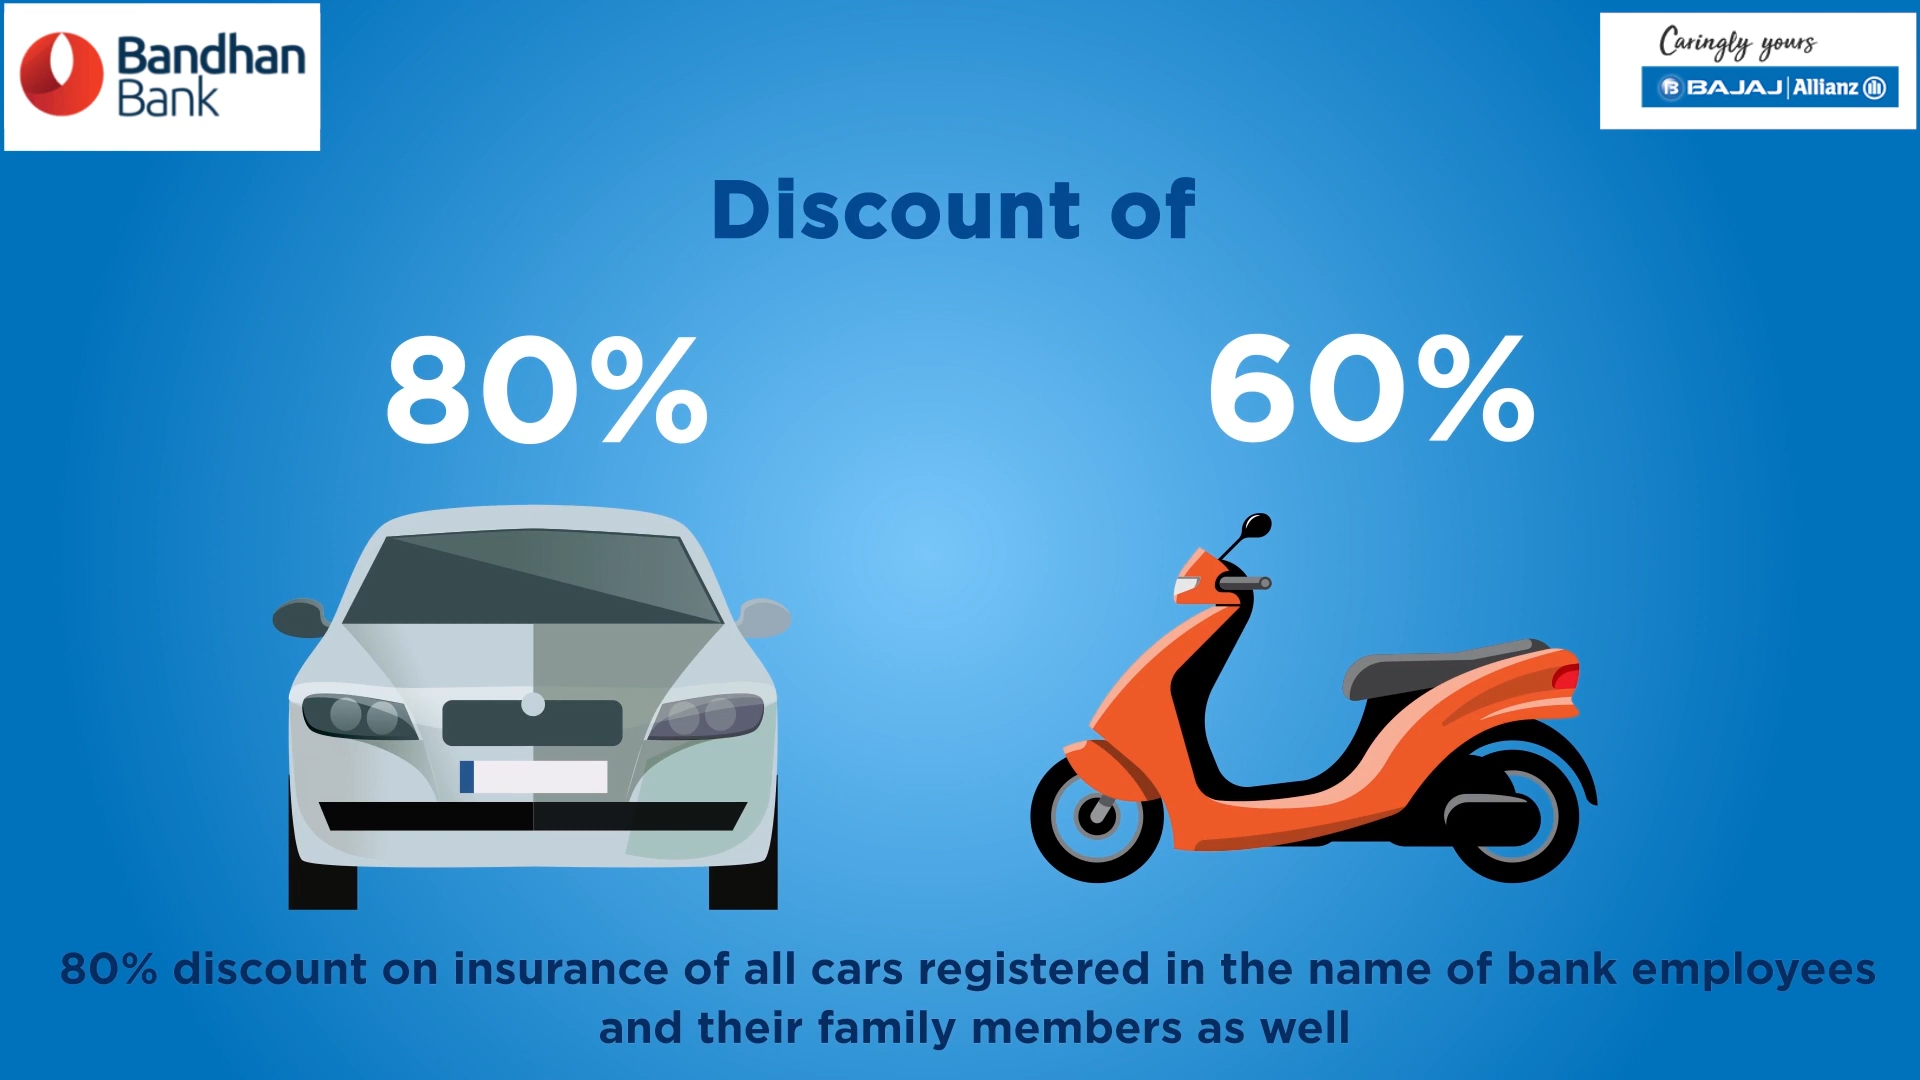 Bandhan
Bank
Caringly yours
BAJAJ | Allianz
Discount of
80%
60%
80% discount on insurance of all cars registered in the name of bank employees
and their family members as well